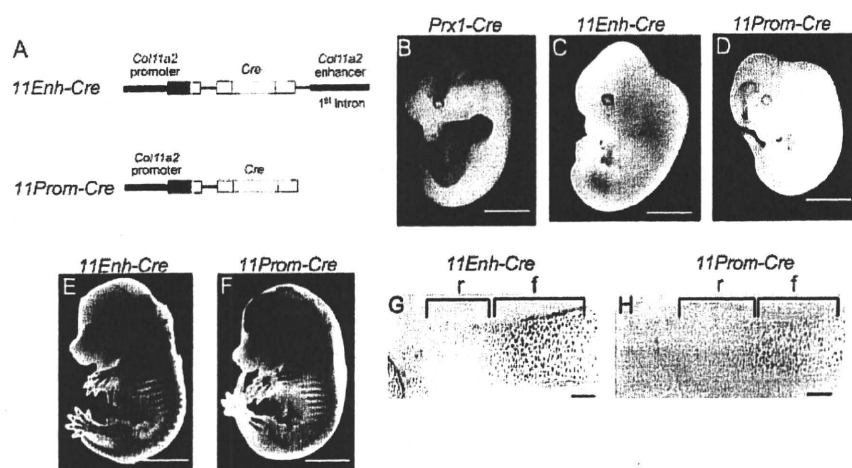 A
Col11a2
promoter
Cre
Col11a2
enhancer
11Enh-Cre
1st Intron
Col11a2
promoter
Cre
11Prom-Cre
Prx1-Cre
B
11Enh-Cre
C
11Prom-Cre
D
11Enh-Cre
E
11Prom-Cre
F
11Enh-Cre
r f
G
11Prom-Cre
r f
H